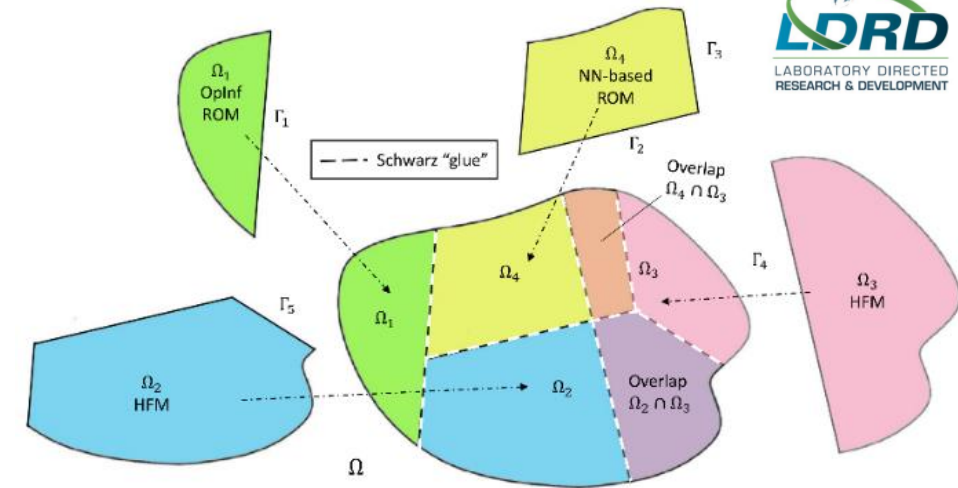 LDRD
LABORATORY DIRECTED
RESEARCH & DEVELOPMENT
Ω₁
OpInf
ROM
Γ₁
Ω₄
NN-based
ROM
Γ₃
Γ₂
Schwarz "glue"
Overlap
Ω₄ ∩ Ω₃
Ω₄
Ω₃
Γ₄
Ω₃
HFM
Γ₅
Ω₁
Ω₂
HFM
Ω₂
Overlap
Ω₂ ∩ Ω₃
Ω